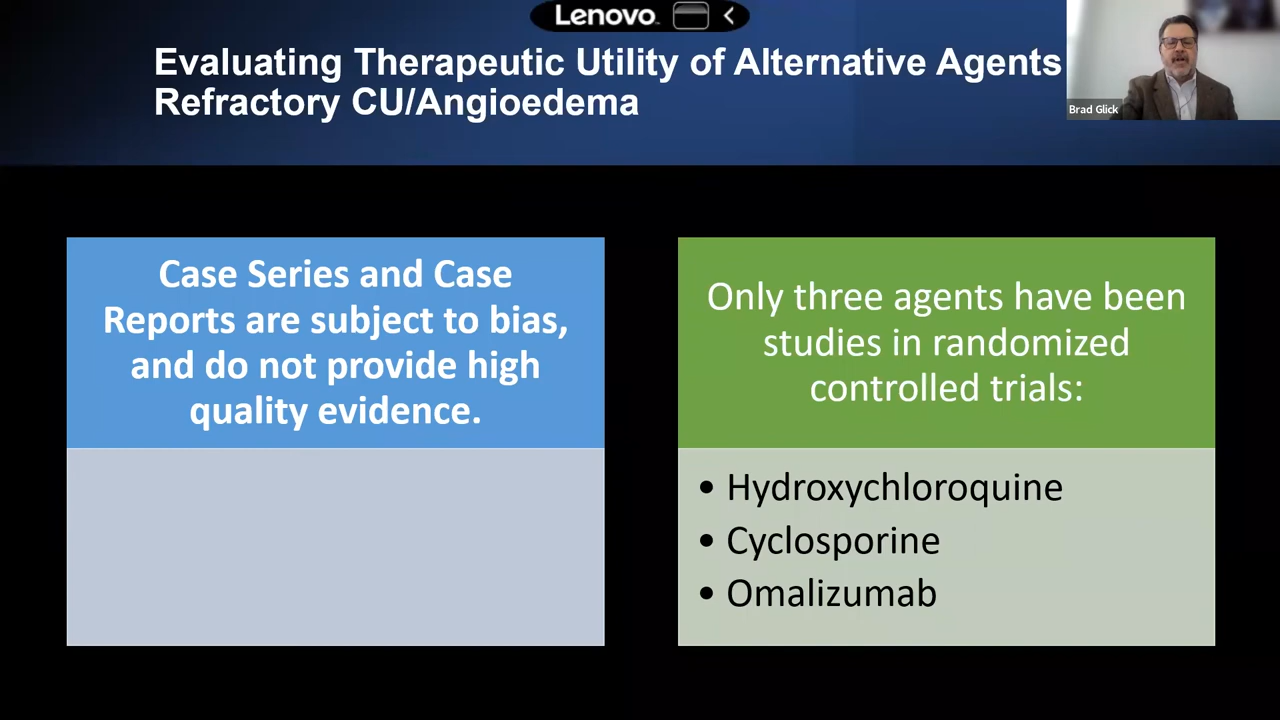 Lenovo
Evaluating Therapeutic Utility of Alternative Agents
Refractory CU/Angioedema
Brad Glick
Case Series and Case
Reports are subject to bias,
and do not provide high
quality evidence.
Only three agents have been
studies in randomized
controlled trials:
• Hydroxychloroquine
• Cyclosporine
• Omalizumab